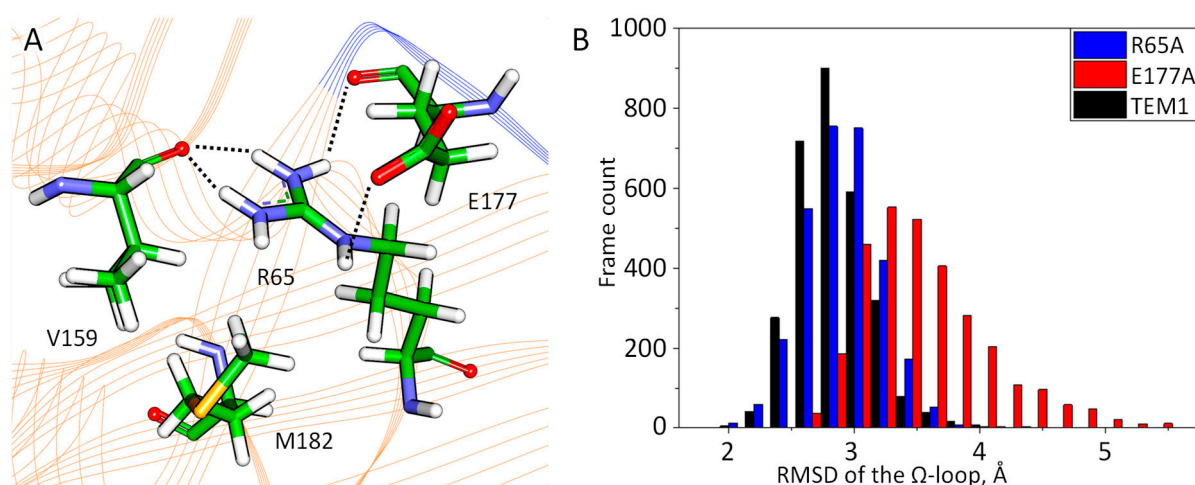 A
E177
R65
V159
M182
B
R65A
E177A
TEM1
Frame count
1000
800
600
400
200
0
2 3 4 5
RMSD of the Ω-loop, Å